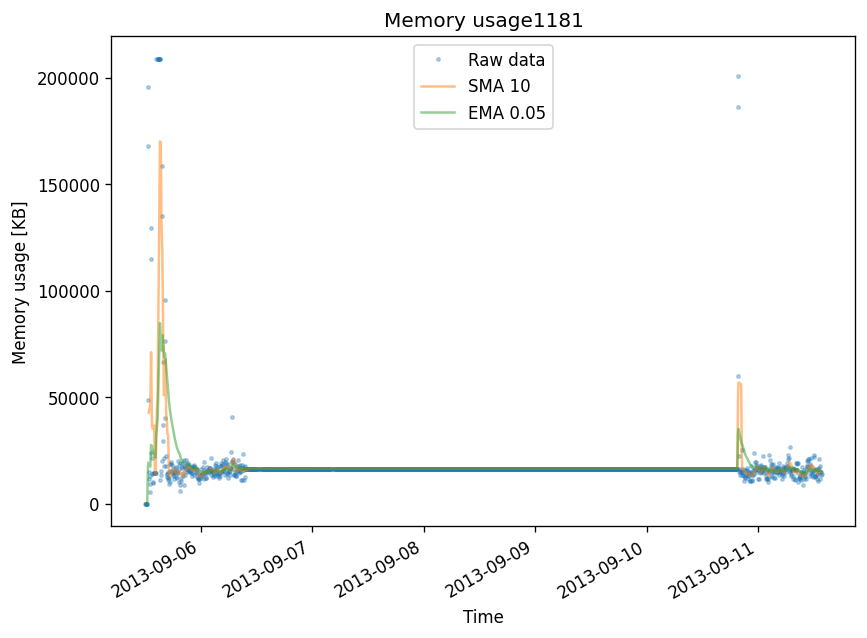 Memory usage1181
Raw data
SMA 10
EMA 0.05
Memory usage [KB]
200000
150000
100000
50000
0
2013-09-06
2013-09-07
2013-09-08
2013-09-09
2013-09-10
2013-09-11
Time